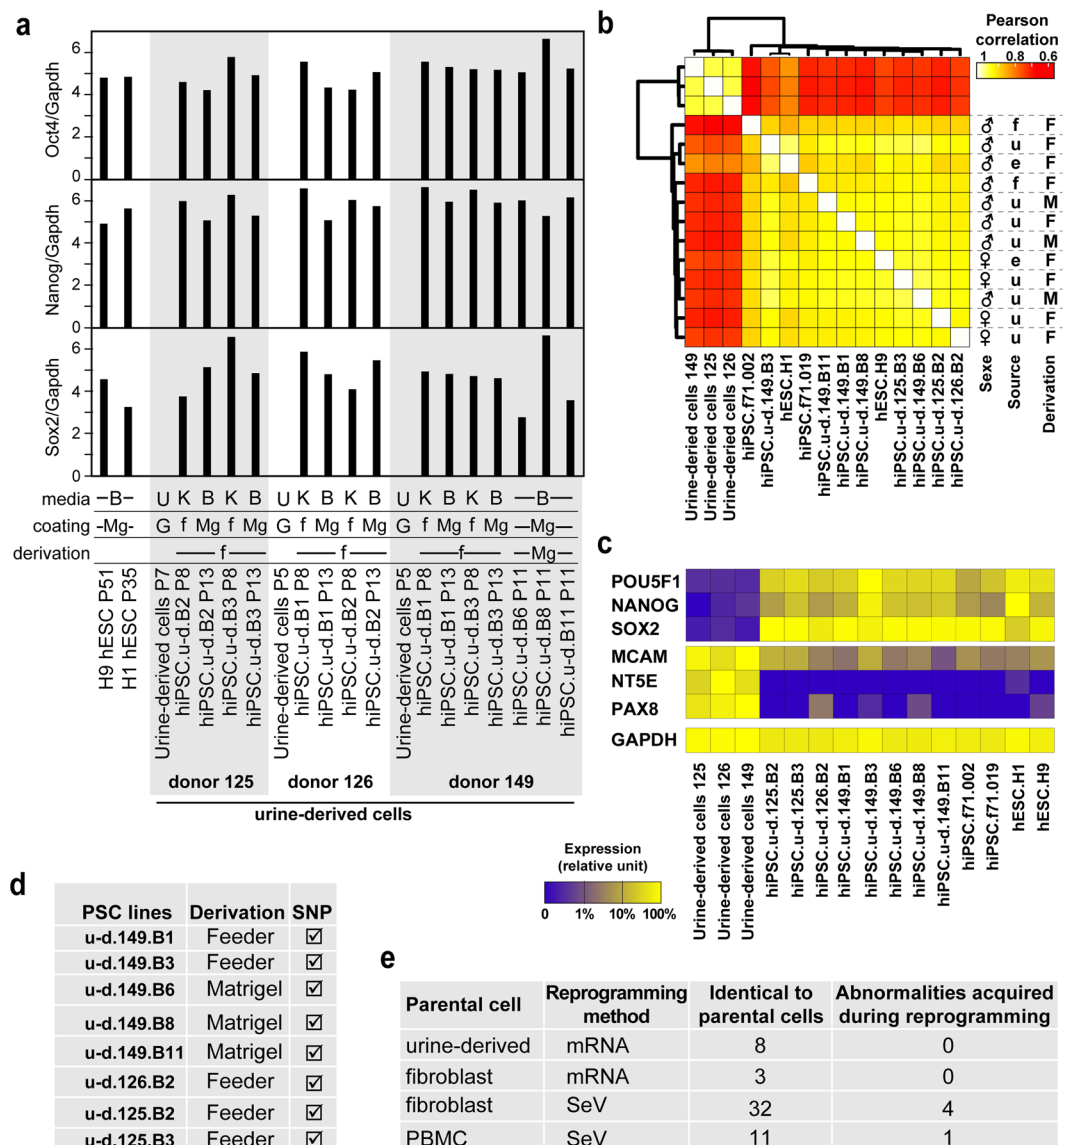 a
Oct4/Gapdh
6
4
2
0
Nanog/Gapdh
6
4
2
0
Sox2/Gapdh
6
4
2
0
media –B– U K B K B U K B K B U K B K B —B—
coating -Mg- G f Mg f Mg G f Mg f Mg G f Mg f Mg —Mg—
derivation —f— —f— —f— —Mg—
H9 hESC P51
H1 hESC P35
Urine-derived cells P7
hiPSC.u-d.B2 P8
hiPSC.u-d.B2 P13
hiPSC.u-d.B3 P8
hiPSC.u-d.B3 P13
Urine-derived cells P5
hiPSC.u-d.B1 P8
hiPSC.u-d.B1 P13
hiPSC.u-d.B2 P8
hiPSC.u-d.B2 P13
Urine-derived cells P5
hiPSC.u-d.B1 P8
hiPSC.u-d.B1 P13
hiPSC.u-d.B3 P8
hiPSC.u-d.B3 P13
hiPSC.u-d.B6 P11
hiPSC.u-d.B8 P11
hiPSC.u-d.B11 P11
donor 125 donor 126 donor 149
urine-derived cells
b
Pearson
correlation
1 0.8 0.6
♂ f F
♂ u F
♂ e F
♂ f F
♂ u M
♂ u F
♂ u M
♀ e F
♀ u F
♂ u M
♀ u F
♀ u F
Urine-deried cells 149
Urine-deried cells 125
Urine-deried cells 126
hiPSC.f71.002
hiPSC.u-d.149.B3
hESC.H1
hiPSC.f71.019
hiPSC.u-d.149.B11
hiPSC.u-d.149.B1
hiPSC.u-d.149.B8
hESC.H9
hiPSC.u-d.125.B3
hiPSC.u-d.149.B6
hiPSC.u-d.125.B2
hiPSC.u-d.126.B2
Sexe
Source
Derivation
c
POU5F1
NANOG
SOX2
MCAM
NT5E
PAX8
GAPDH
Urine-derived cells 125
Urine-derived cells 126
Urine-derived cells 149
hiPSC.u-d.125.B2
hiPSC.u-d.125.B3
hiPSC.u-d.126.B2
hiPSC.u-d.149.B1
hiPSC.u-d.149.B3
hiPSC.u-d.149.B6
hiPSC.u-d.149.B8
hiPSC.u-d.149.B11
hiPSC.f71.002
hiPSC.f71.019
hESC.H1
hESC.H9
Expression
(relative unit)
0 1% 10% 100%
d
PSC lines Derivation SNP
u-d.149.B1 Feeder ☑
u-d.149.B3 Feeder ☑
u-d.149.B6 Matrigel ☑
u-d.149.B8 Matrigel ☑
u-d.149.B11 Matrigel ☑
u-d.126.B2 Feeder ☑
u-d.125.B2 Feeder ☑
u-d.125.B3 Feeder ☑
e
Parental cell Reprogramming method Identical to parental cells Abnormalities acquired during reprogramming
urine-derived mRNA 8 0
fibroblast mRNA 3 0
fibroblast SeV 32 4
PBMC SeV 11 1